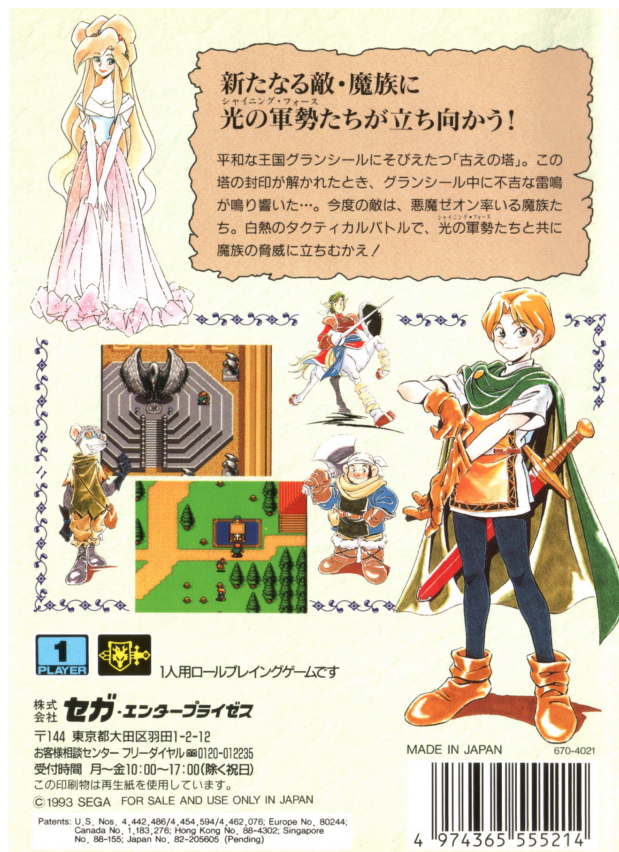 新たなる敵・魔族に
シャイニング・フォース
光の軍勢たちが立ち向かう!
平和な王国グランシールにそびえたつ「古えの塔」。この
塔の封印が解かれたとき、グランシール中に不吉な雷鳴
が鳴り響いた…。今度の敵は、悪魔ゼオン率いる魔族た
シャイニング・フォース
ち。白熱のタクティカルバトルで、光の軍勢たちと共に
魔族の脅威に立ちむかえ!
1
PLAYER
1人用ロールプレイングゲームです
株式会社 セガ・エンタープライゼス
〒144 東京都大田区羽田1-2-12
お客様相談センター フリーダイヤル 0120-012235
受付時間 月〜金10:00〜17:00(除く祝日)
この印刷物は再生紙を使用しています。
©1993 SEGA FOR SALE AND USE ONLY IN JAPAN
Patents: U.S. Nos. 4,442,486/4,454,594/4,462,076; Europe No. 80244;
Canada No. 1,183,276; Hong Kong No. 88-4302; Singapore
No. 88-155; Japan No. 82-205605 (Pending)
MADE IN JAPAN
670-4021
4 974365 555214